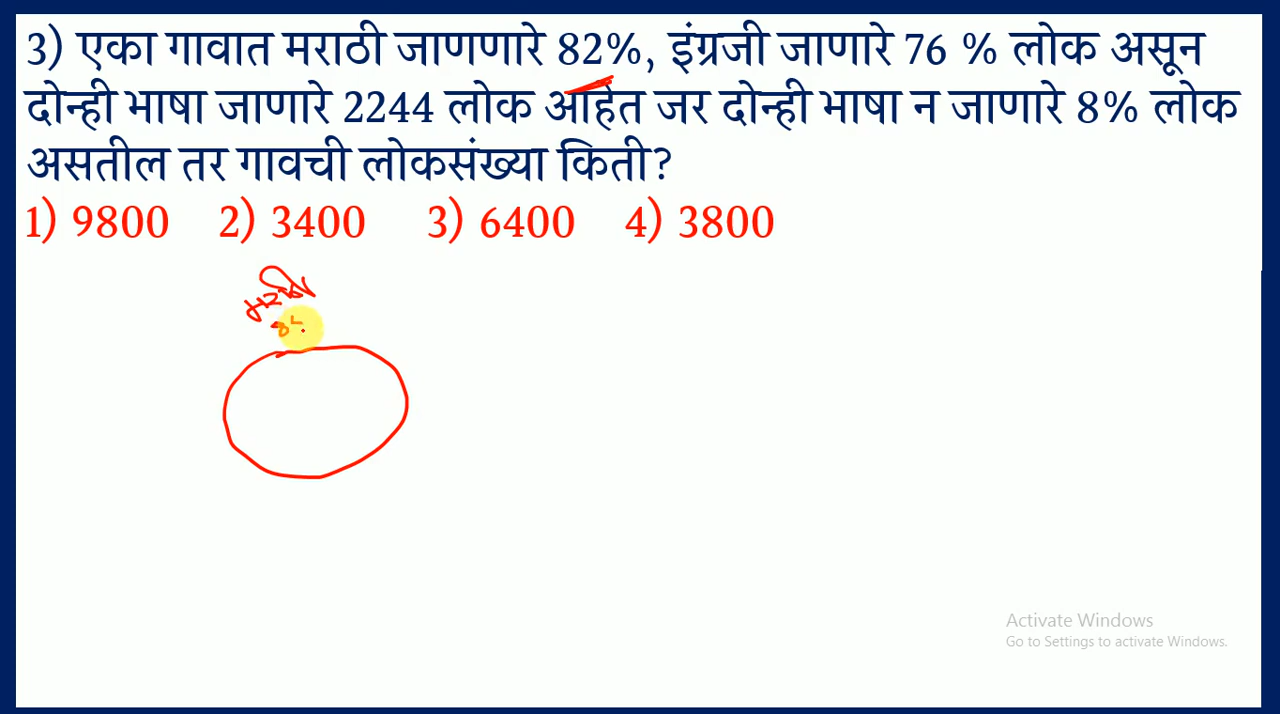 3) एका गावात मराठी जाणणारे 82%, इंग्रजी जाणारे 76 % लोक असून
दोन्ही भाषा जाणारे 2244 लोक आहेत जर दोन्ही भाषा न जाणारे 8% लोक
असतील तर गावची लोकसंख्या किती?
1) 9800 2) 3400 3) 6400 4) 3800
मराठी
Activate Windows
Go to Settings to activate Windows.